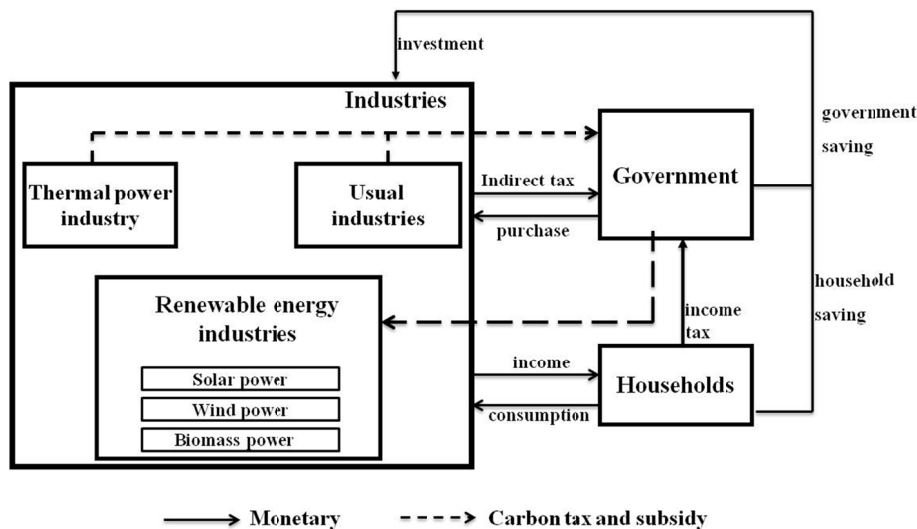 investment
Industries
government
saving
Thermal power
industry
Usual
industries
Indirect tax
purchase
Government
Renewable energy
industries
Solar power
Wind power
Biomass power
income
tax
household
saving
income
consumption
Households
Monetary
Carbon tax and subsidy